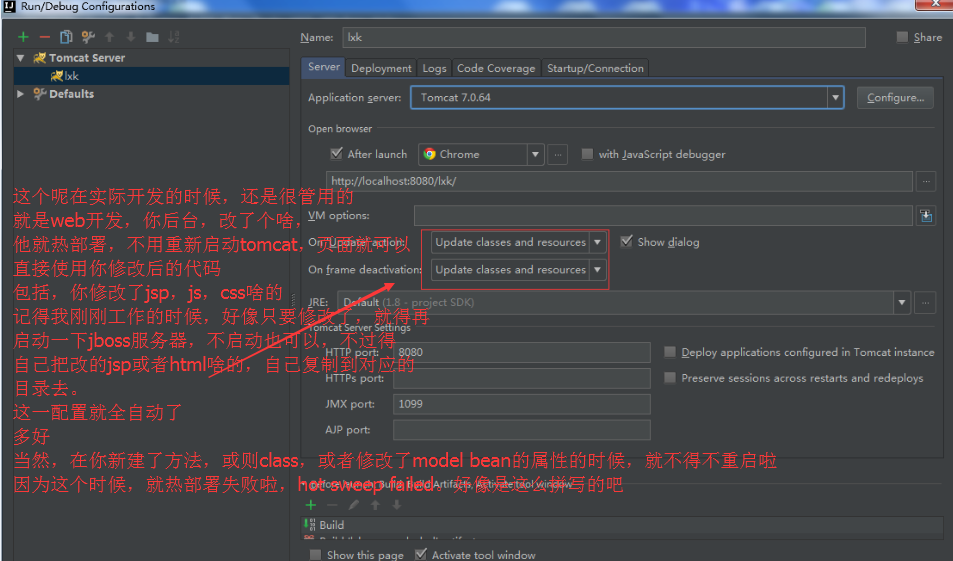 Run/Debug Configurations
Name: lxk
Share
Tomcat Server
lxk
Defaults
Server Deployment Logs Code Coverage Startup/Connection
Application server: Tomcat 7.0.64 Configure...
Open browser
After launch Chrome ... with JavaScript debugger
http://localhost:8080/lxk/ ...
VM options:
On 'Update' action: Update classes and resources Show dialog
On frame deactivation: Update classes and resources
JRE: Default (1.8 - project SDK) ...
Tomcat Server Settings
HTTP port: 8080 Deploy applications configured in Tomcat instance
HTTPs port: Preserve sessions across restarts and redeploys
JMX port: 1099
AJP port:
Before launch: Build, Build Artifacts, Activate tool window
Build
Show this page Activate tool window
这个呢在实际开发的时候，还是很管用的
就是web开发，你后台，改了个啥，
他就热部署，不用重新启动tomcat，页面就可以
直接使用你修改后的代码
包括，你修改了jsp，js，css啥的
记得我刚刚工作的时候，好像只要修改了，就得再
启动一下jboss服务器，不启动也可以，不过得
自己把改的jsp或者html啥的，自己复制到对应的
目录去。
这一配置就全自动了
多好
当然，在你新建了方法，或则class，或者修改了model bean的属性的时候，就不得不重启啦
因为这个时候，就热部署失败啦，hot sweep failed。好像是这么拼写的吧